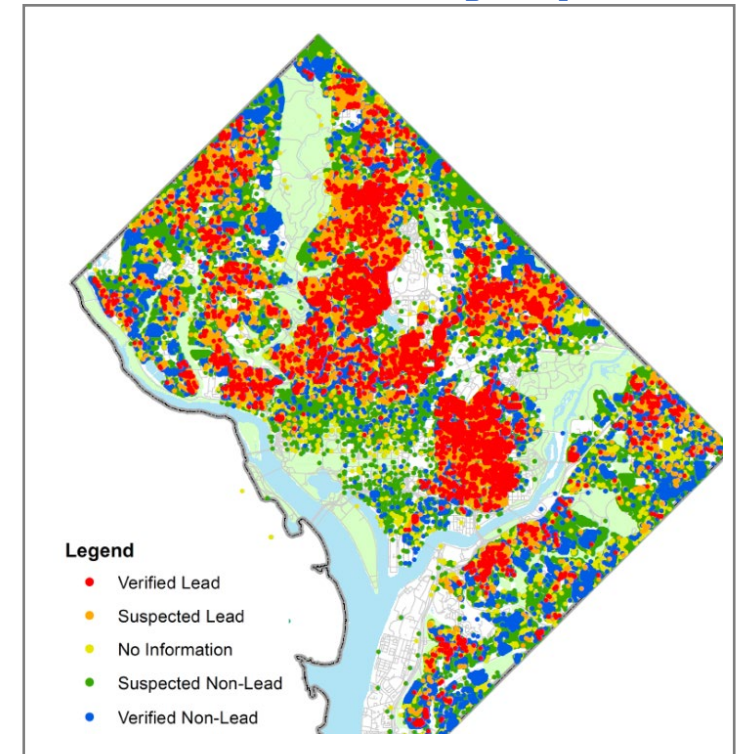 Legend
Verified Lead
Suspected Lead
No Information
Suspected Non-Lead
Verified Non-Lead